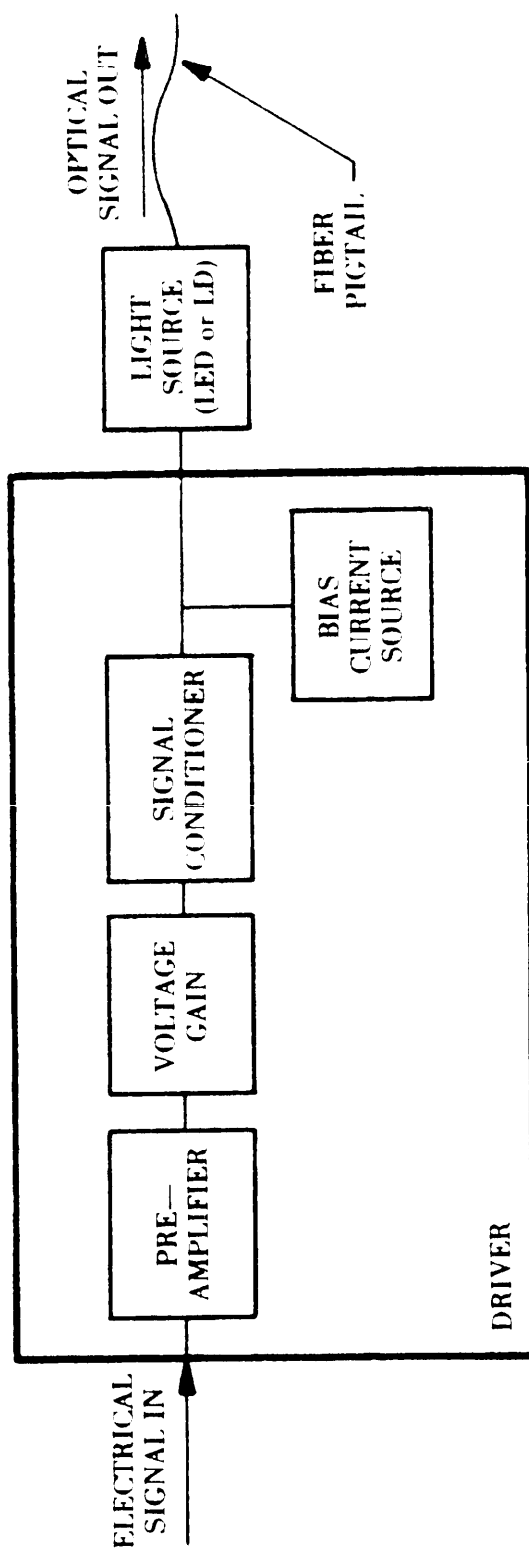 ELECTRICAL
SIGNAL IN
PRE—
AMPLIFIER
VOLTAGE
GAIN
SIGNAL
CONDITIONER
BIAS
CURRENT
SOURCE
DRIVER
LIGHT
SOURCE
(LED or LD)
OPTICAL
SIGNAL OUT
FIBER
PIGTAIL